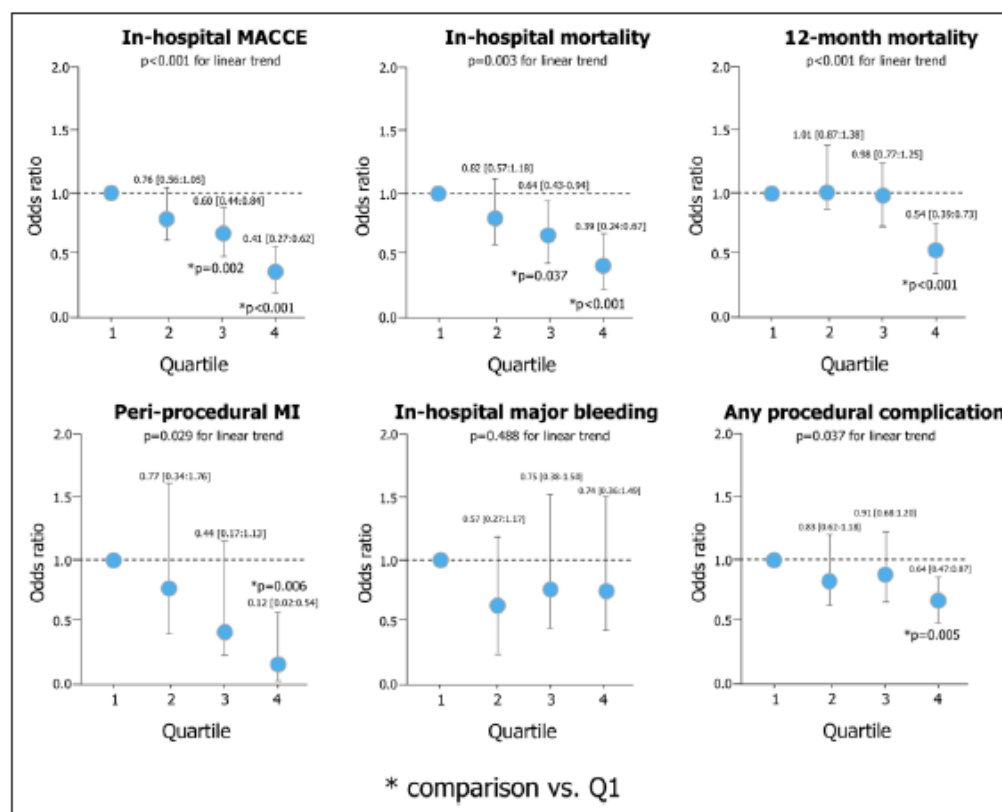 In-hospital MACCE
p<0.001 for linear trend
2.0
1.5
1.0
0.5
0.0
Odds ratio
0.76 [0.56:1.05]
0.60 [0.44:0.84]
0.41 [0.27:0.62]
*p=0.002
*p<0.001
1 2 3 4
Quartile
In-hospital mortality
p=0.003 for linear trend
2.0
1.5
1.0
0.5
0.0
Odds ratio
0.82 [0.57:1.18]
0.64 [0.43-0.94]
0.39 [0.24:0.67]
*p=0.037
*p<0.001
1 2 3 4
Quartile
12-month mortality
p<0.001 for linear trend
2.0
1.5
1.0
0.5
0.0
Odds ratio
1.01 [0.87:1.38]
0.98 [0.77:1.25]
0.54 [0.39:0.73]
*p<0.001
1 2 3 4
Quartile
Peri-procedural MI
p=0.029 for linear trend
2.0
1.5
1.0
0.5
0.0
Odds ratio
0.77 [0.34:1.76]
0.44 [0.17:1.13]
*p=0.006
0.12 [0.02:0.54]
1 2 3 4
Quartile
In-hospital major bleeding
p=0.488 for linear trend
2.0
1.5
1.0
0.5
0.0
Odds ratio
0.57 [0.27:1.17]
0.75 [0.38-1.50]
0.74 [0.36:1.49]
1 2 3 4
Quartile
Any procedural complication
p=0.037 for linear trend
2.0
1.5
1.0
0.5
0.0
Odds ratio
0.83 [0.62-1.18]
0.91 [0.68:1.20]
0.64 [0.47:0.87]
*p=0.005
1 2 3 4
Quartile
* comparison vs. Q1